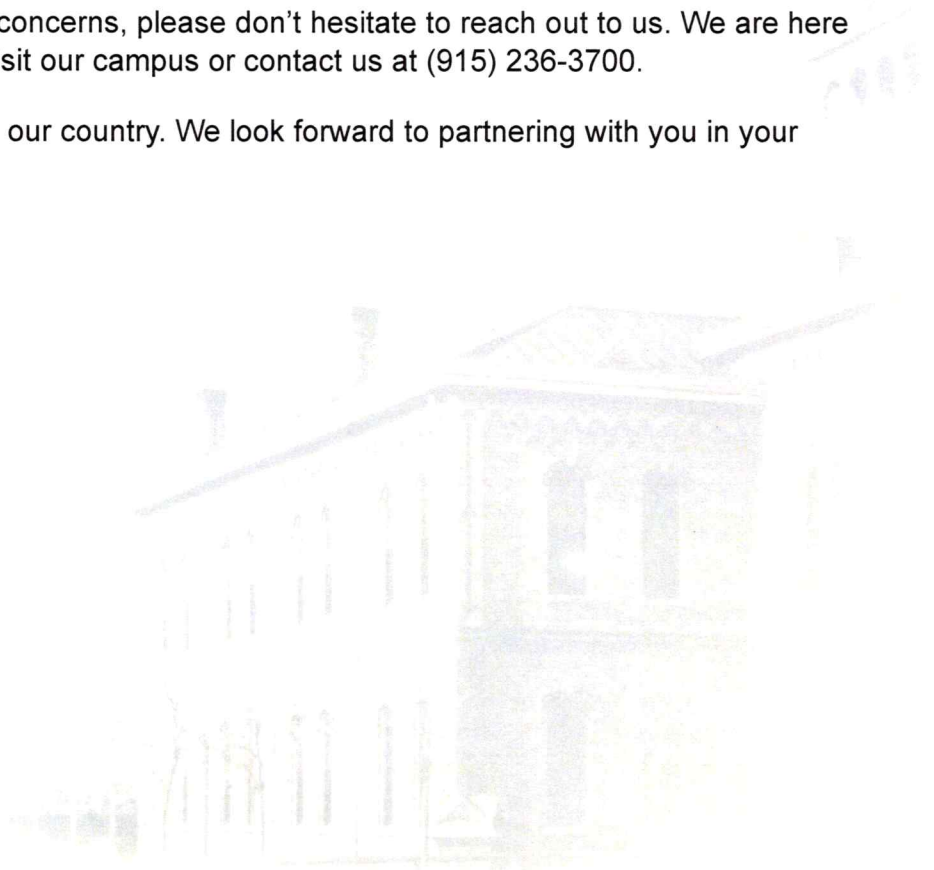 concerns, please don’t hesitate to reach out to us. We are here
sit our campus or contact us at (915) 236-3700.
our country. We look forward to partnering with you in your